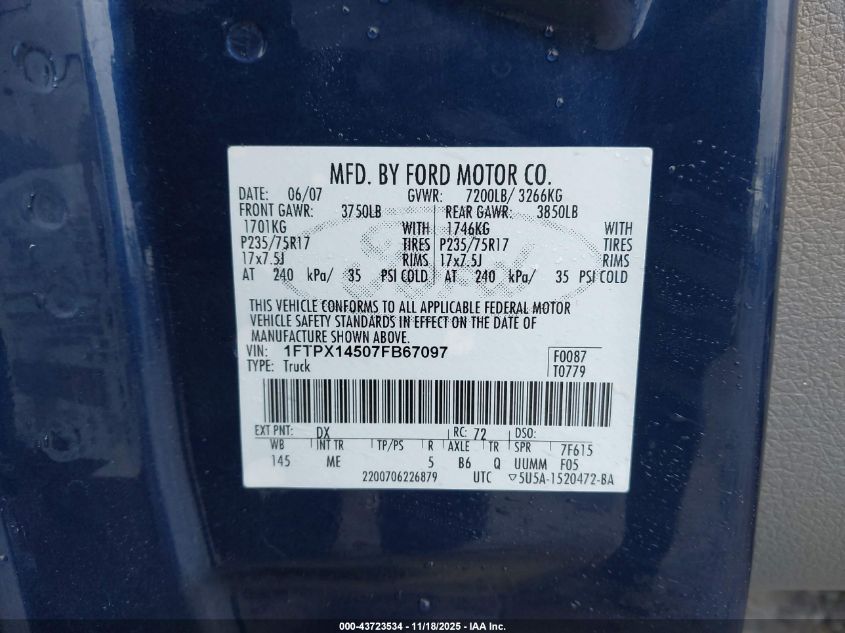 MFD. BY FORD MOTOR CO.
DATE: 06/07 GVWR: 7200LB/ 3266KG
FRONT GAWR: 3750LB REAR GAWR: 3850LB
1701KG WITH 1746KG WITH
P235/75R17 TIRES P235/75R17 TIRES
17x7.5J RIMS 17x7.5J RIMS
AT 240 kPa/ 35 PSI COLD AT 240 kPa/ 35 PSI COLD
THIS VEHICLE CONFORMS TO ALL APPLICABLE FEDERAL MOTOR
VEHICLE SAFETY STANDARDS IN EFFECT ON THE DATE OF
MANUFACTURE SHOWN ABOVE.
VIN: 1FTPX14507FB67097 F0087
TYPE: Truck T0779
EXT PNT: DX RC: 72 DSO:
WB INT TR TP/PS R AXLE TR SPR 7F615
145 ME 5 B6 Q UUMM F05
2200706226879 UTC ▽5U5A-1520472-BA
000-43723534 - 11/18/2025 - IAA Inc.